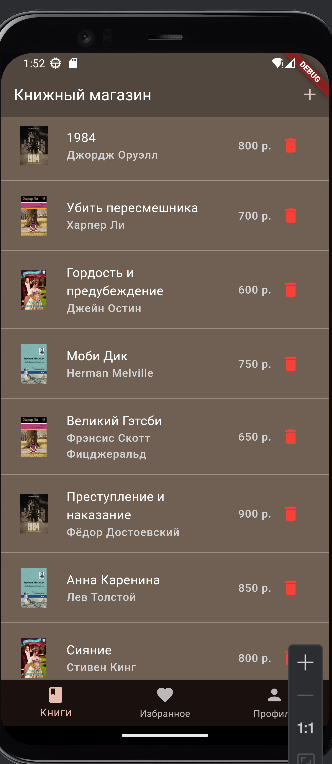 1:52
DEBUG
Книжный магазин
1984
Джордж Оруэлл
800 р.
Убить пересмешника
Харпер Ли
700 р.
Гордость и
предубеждение
Джейн Остин
600 р.
Моби Дик
Herman Melville
750 р.
Великий Гэтсби
Фрэнсис Скотт
Фицджеральд
650 р.
Преступление и
наказание
Фёдор Достоевский
900 р.
1984
Анна Каренина
Лев Толстой
850 р.
Сияние
Стивен Кинг
800 р.
Книги
Избранное
Профил
1:1